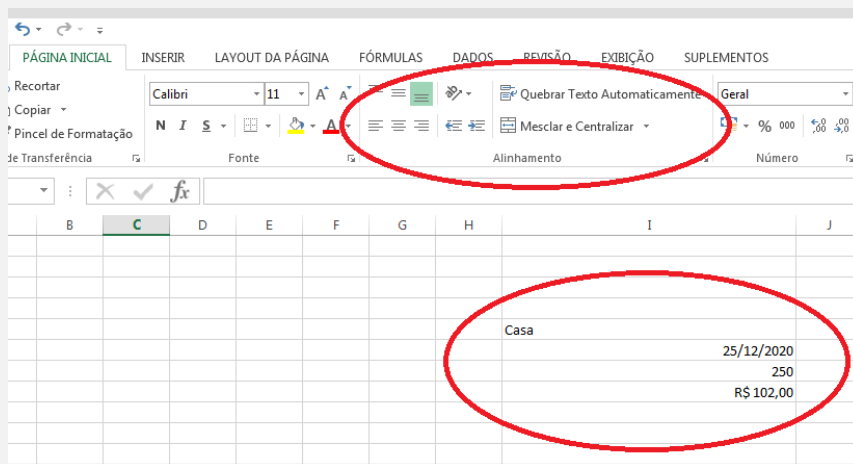 PÁGINA INICIAL INSERIR LAYOUT DA PÁGINA FÓRMULAS DADOS REVISÃO EXIBIÇÃO SUPLEMENTOS
Recortar
Calibri 11 A A Quebrar Texto Automaticamente Geral
Copiar
Pincel de Formatação N I S A Mesclar e Centralizar % 000 ,00 ,00
de Transferência Fonte Alinhamento Número
fx
B C D E F G H I J
Casa
25/12/2020
250
R$ 102,00